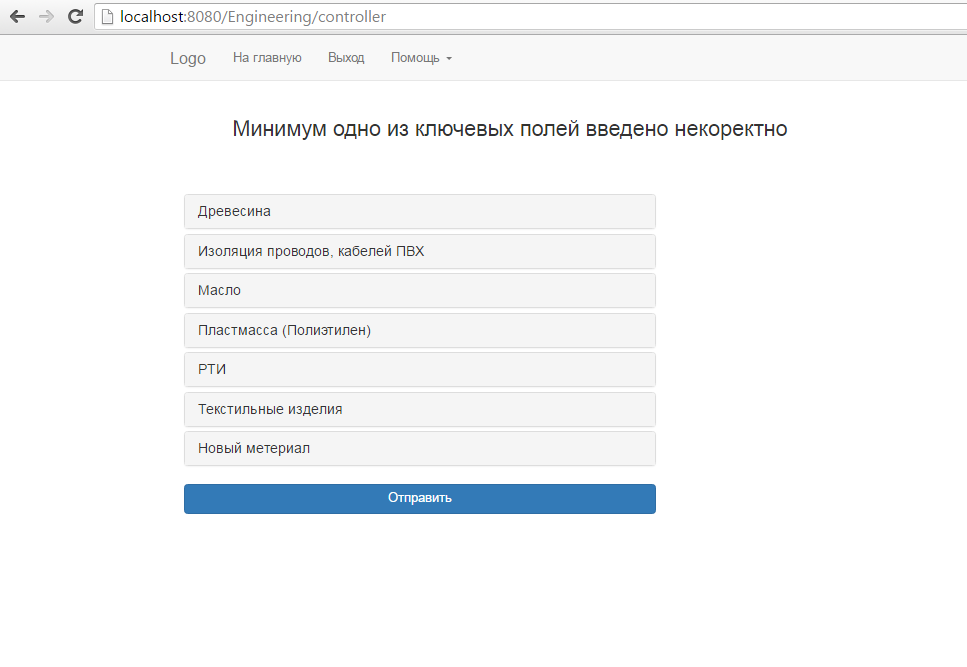 localhost:8080/Engineering/controller
Logo На главную Выход Помощь
Минимум одно из ключевых полей введено некоректно
Древесина
Изоляция проводов, кабелей ПВХ
Масло
Пластмасса (Полиэтилен)
РТИ
Текстильные изделия
Новый метериал
Отправить